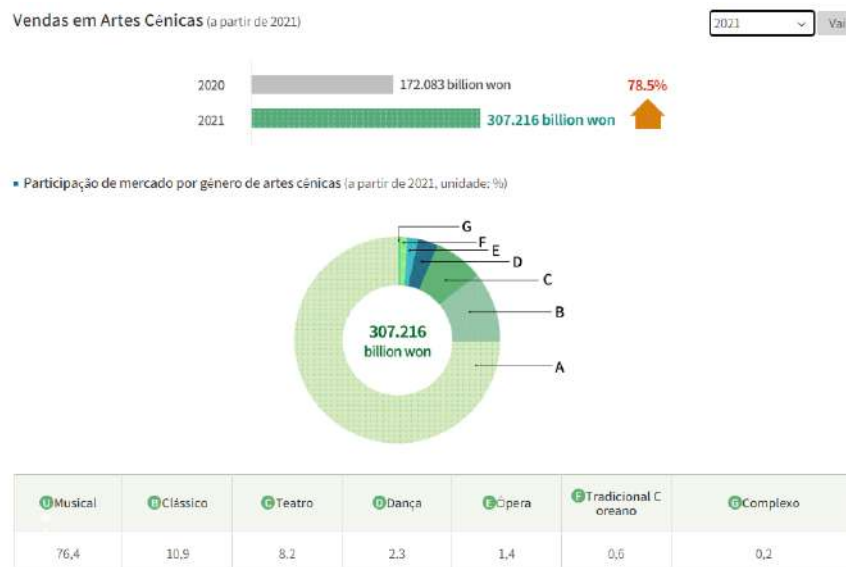 Vendas em Artes Cênicas (a partir de 2021)
2021
Vai
2020
172.083 billion won
78.5%
2021
307.216 billion won
Participação de mercado por gênero de artes cênicas (a partir de 2021, unidade: %)
G
F
E
D
C
B
A
307.216
billion won
U Musical
B Clássico
C Teatro
D Dança
E Ópera
F Tradicional C
oreano
G Complexo
76,4
10,9
8,2
2,3
1,4
0,6
0,2